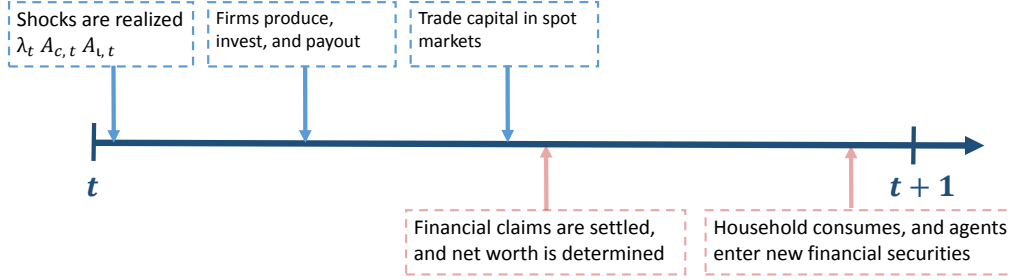 Shocks are realized
λt Ac, t Aι, t
Firms produce,
invest, and payout
Trade capital in spot
markets
t
t + 1
Financial claims are settled,
and net worth is determined
Household consumes, and agents
enter new financial securities